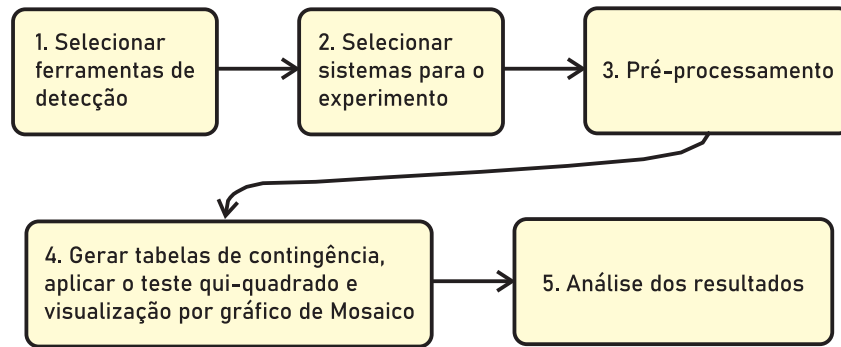 1. Selecionar
ferramentas de
detecção
2. Selecionar
sistemas para o
experimento
3. Pré-processamento
4. Gerar tabelas de contingência,
aplicar o teste qui-quadrado e
visualização por gráfico de Mosaico
5. Análise dos resultados